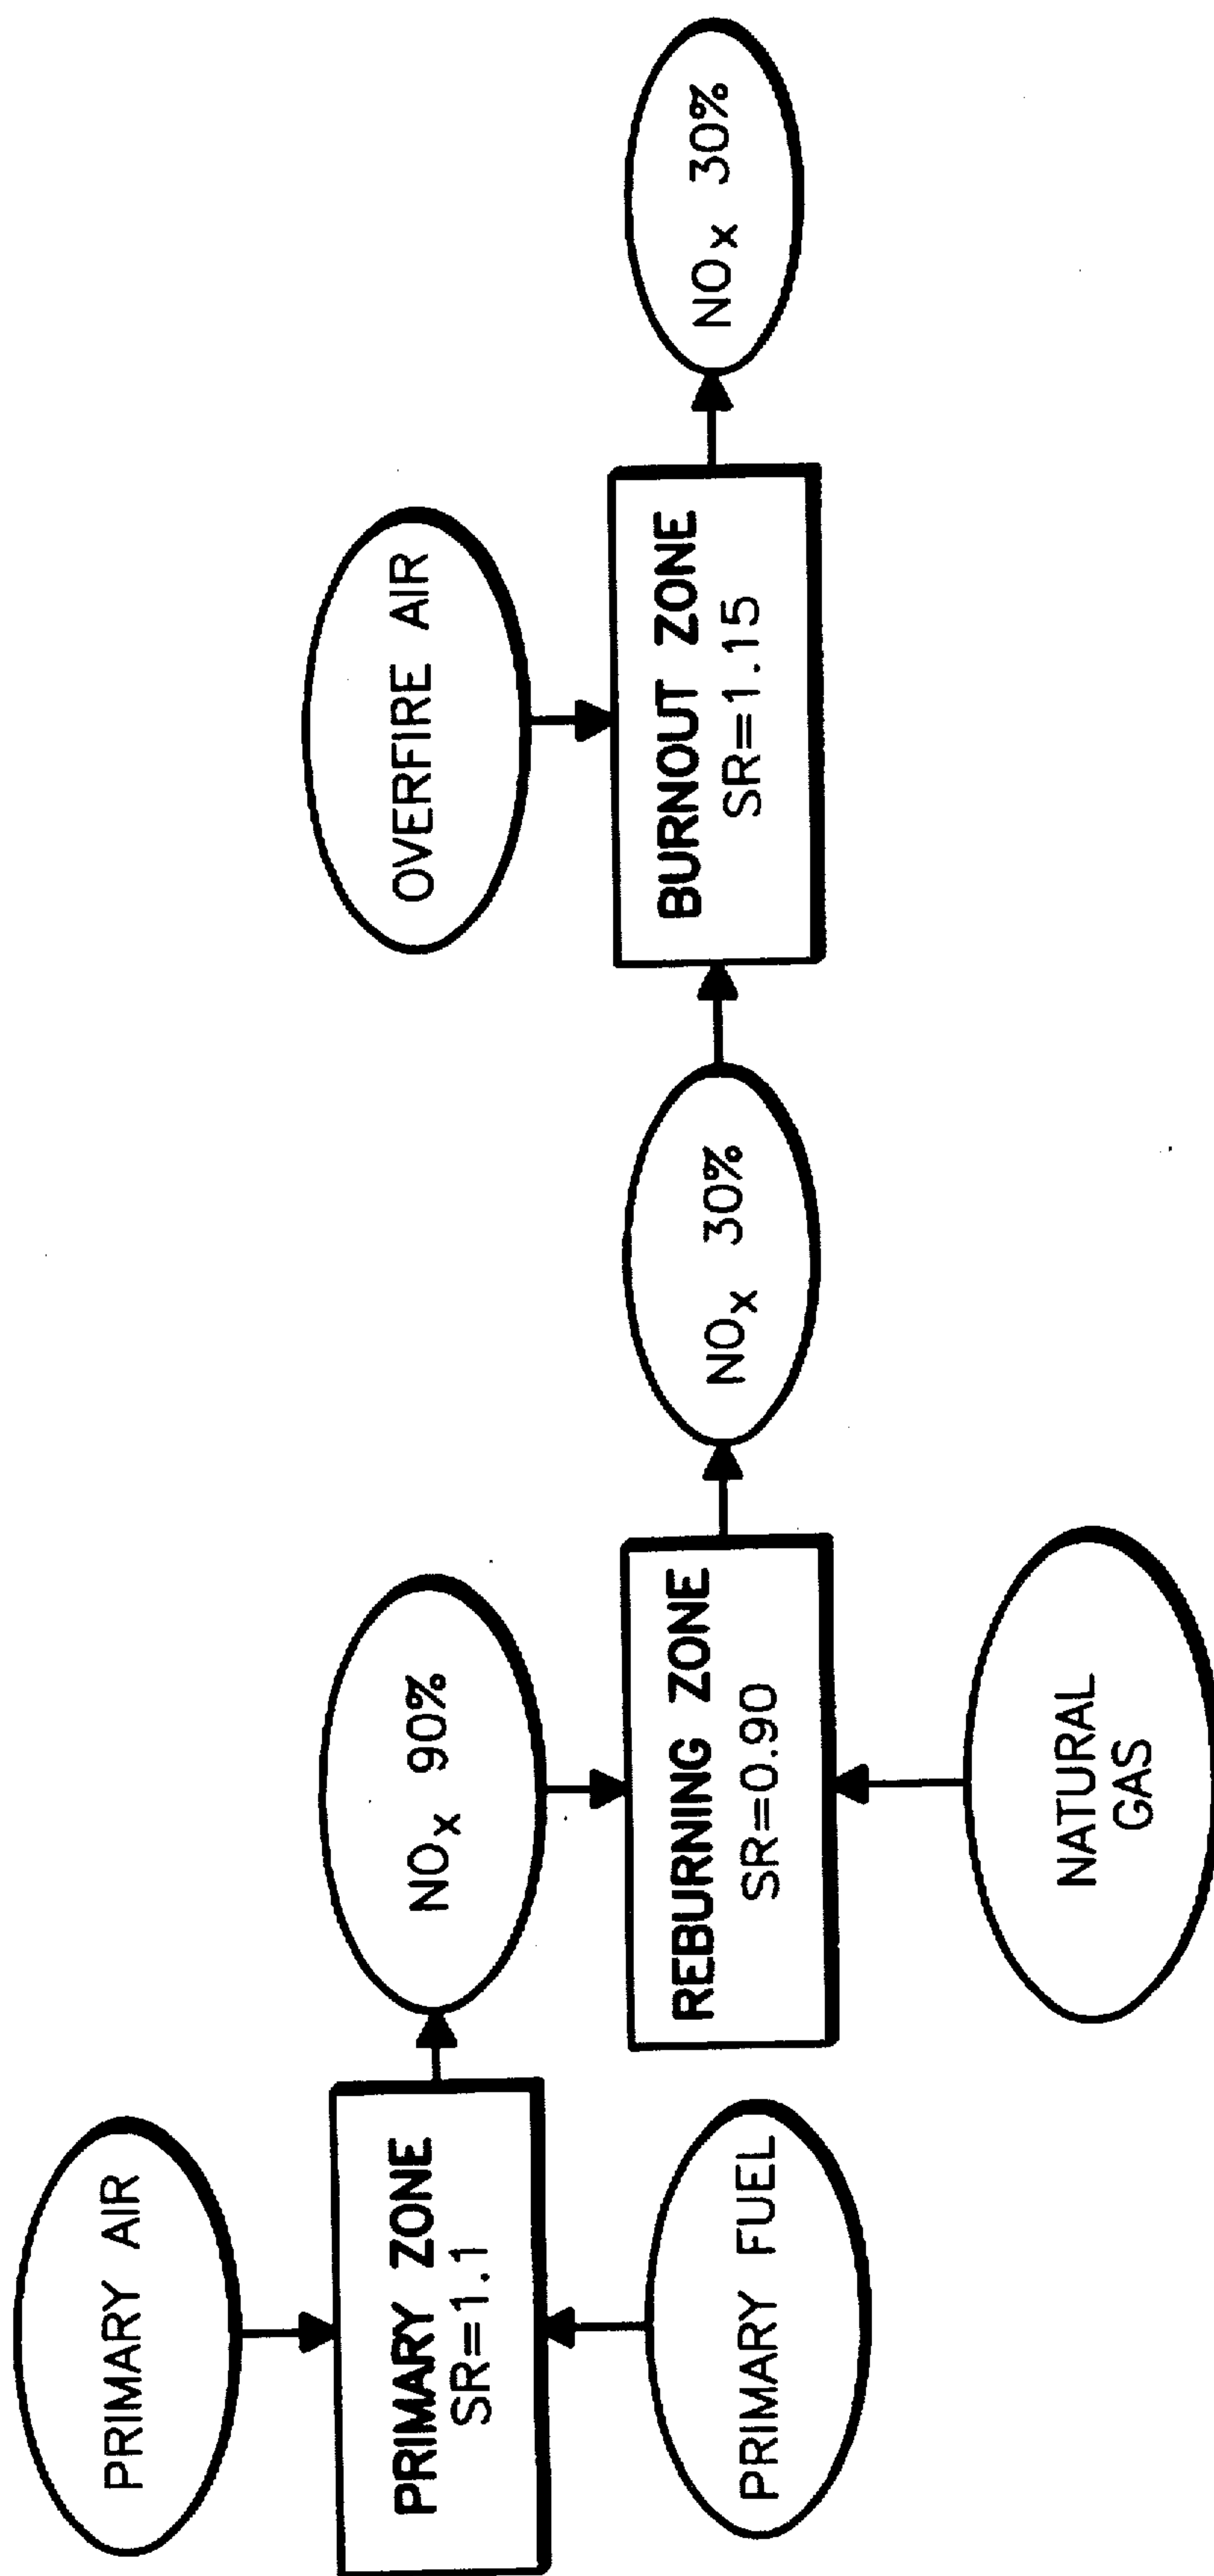 PRIMARY AIR
PRIMARY ZONE
SR=1.1
PRIMARY FUEL
NOx 90%
REBURNING ZONE
SR=0.90
NATURAL
GAS
NOx 30%
OVERFIRE AIR
BURNOUT ZONE
SR=1.15
NOx 30%